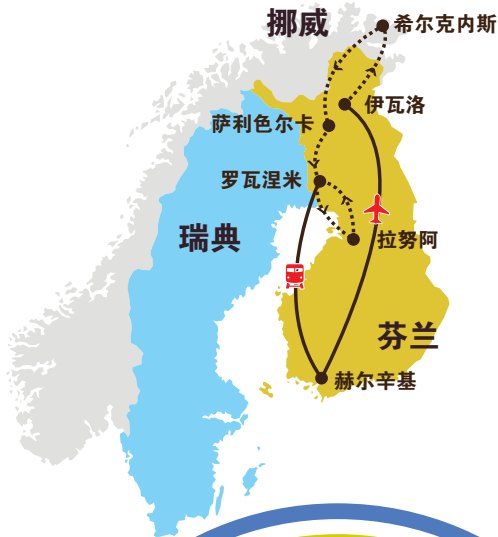 挪威
希尔克内斯
伊瓦洛
萨利色尔卡
罗瓦涅米
瑞典
拉努阿
芬兰
赫尔辛基